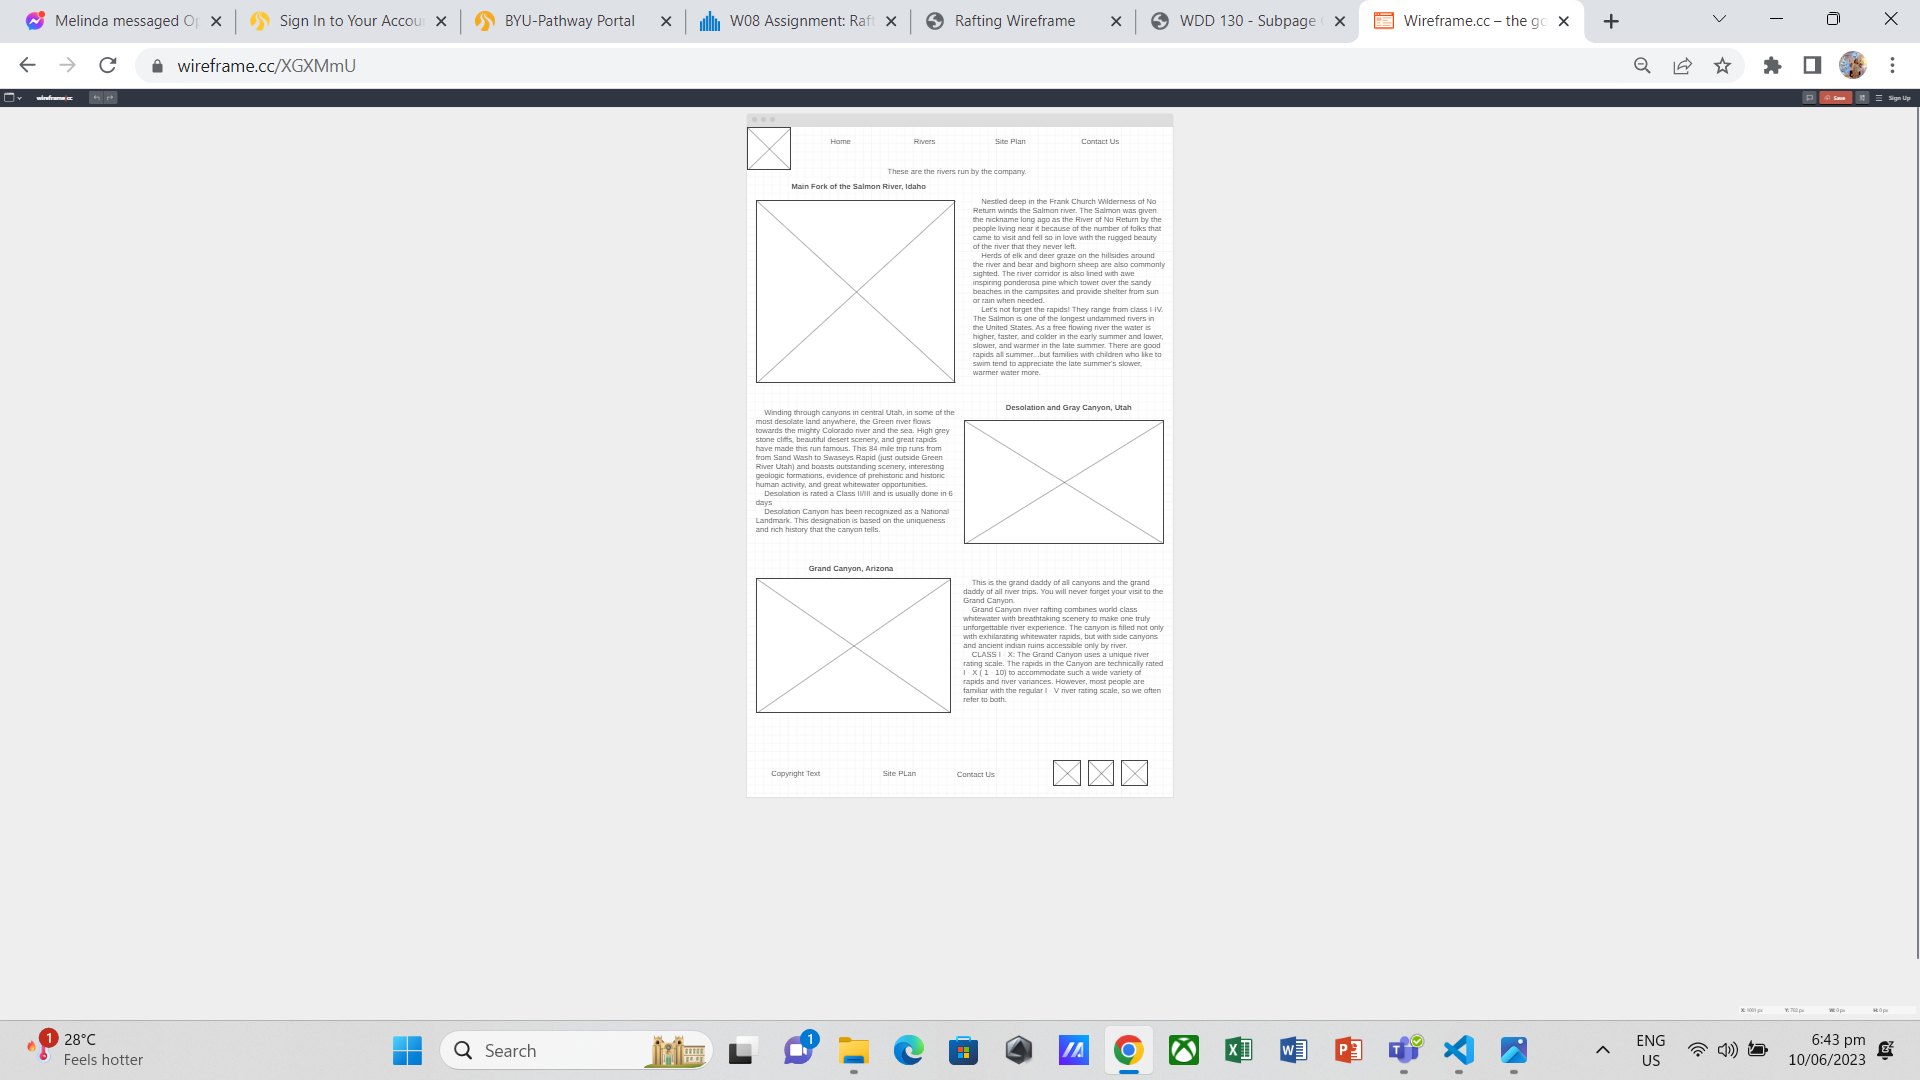 Melinda messaged Op
Sign In to Your Accour
BYU-Pathway Portal
W08 Assignment: Raft
Rafting Wireframe
WDD 130 - Subpage
Wireframe.cc – the go
wireframe.cc/XGXMmU
wireframe|cc
Save
Sign Up
Home
Rivers
Site Plan
Contact Us
These are the rivers run by the company.
Main Fork of the Salmon River, Idaho
Nestled deep in the Frank Church Wilderness of No
Return winds the Salmon river. The Salmon was given
the nickname long ago as the River of No Return by the
people living near it because of the number of folks that
came to visit and fell so in love with the rugged beauty
of the river that they never left.
Herds of elk and deer graze on the hillsides around
the river and bear and bighorn sheep are also commonly
sighted. The river corridor is also lined with awe
inspiring ponderosa pine which tower over the sandy
beaches in the campsites and provide shelter from sun
or rain when needed.
Let's not forget the rapids! They range from class I-IV.
The Salmon is one of the longest undammed rivers in
the United States. As a free flowing river the water is
higher, faster, and colder in the early summer and lower,
slower, and warmer in the late summer. There are good
rapids all summer...but families with children who like to
swim tend to appreciate the late summer's slower,
warmer water more.
Desolation and Gray Canyon, Utah
Winding through canyons in central Utah, in some of the
most desolate land anywhere, the Green river flows
towards the mighty Colorado river and the sea. High grey
stone cliffs, beautiful desert scenery, and great rapids
have made this run famous. This 84 mile trip runs from
from Sand Wash to Swaseys Rapid (just outside Green
River Utah) and boasts outstanding scenery, interesting
geologic formations, evidence of prehistoric and historic
human activity, and great whitewater opportunities.
Desolation is rated a Class II/III and is usually done in 6
days
Desolation Canyon has been recognized as a National
Landmark. This designation is based on the uniqueness
and rich history that the canyon tells.
Grand Canyon, Arizona
This is the grand daddy of all canyons and the grand
daddy of all river trips. You will never forget your visit to the
Grand Canyon.
Grand Canyon river rafting combines world class
whitewater with breathtaking scenery to make one truly
unforgettable river experience. The canyon is filled not only
with exhilarating whitewater rapids, but with side canyons
and ancient indian ruins accessible only by river.
CLASS I - X: The Grand Canyon uses a unique river
rating scale. The rapids in the Canyon are technically rated
I - X ( 1 - 10) to accommodate such a wide variety of
rapids and river variances. However, most people are
familiar with the regular I - V river rating scale, so we often
refer to both.
Copyright Text
Site PLan
Contact Us
1
28°C
Feels hotter
Search
1
ENG
US
6:43 pm
10/06/2023